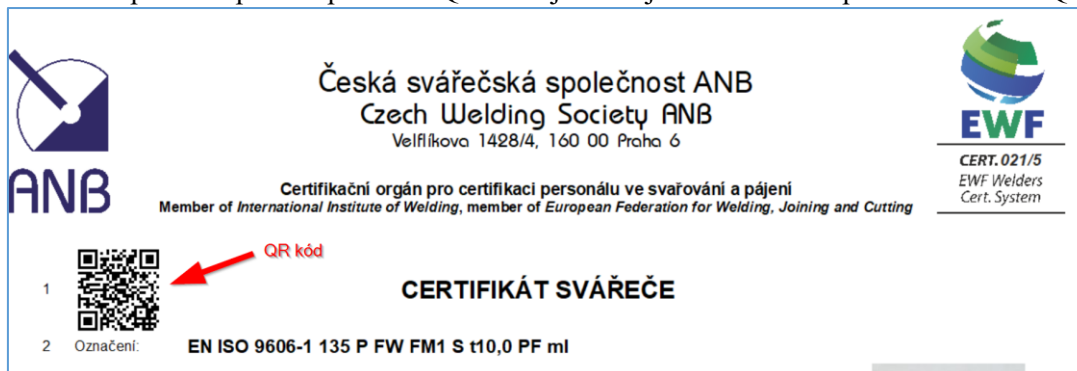 Česká svářečská společnost ANB
Czech Welding Society ANB
Velflíkova 1428/4, 160 00 Praha 6
ANB
EWF
CERT. 021/5
EWF Welders
Cert. System
Certifikační orgán pro certifikaci personálu ve svařování a pájení
Member of International Institute of Welding, member of European Federation for Welding, Joining and Cutting
QR kód
1
CERTIFIKÁT SVÁŘEČE
2 Označení: EN ISO 9606-1 135 P FW FM1 S t10,0 PF ml